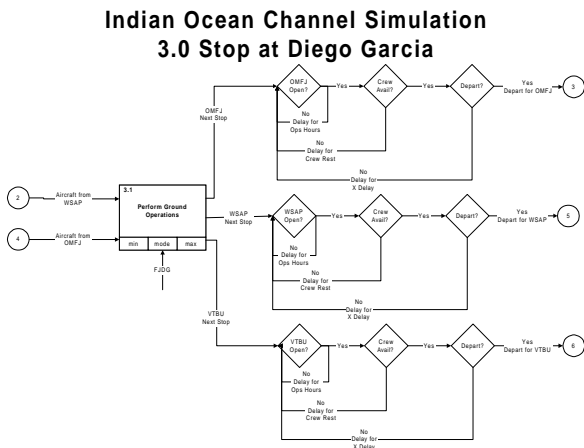 Indian Ocean Channel Simulation
3.0 Stop at Diego Garcia
OMFJ
Next Stop
OMFJ
Open?
Yes
Crew
Avail?
Yes
Depart?
Yes
Depart for OMFJ
3
No
Delay for
Ops Hours
No
Delay for
Crew Rest
No
Delay for
X Delay
2
Aircraft from
WSAP
3.1
Perform Ground
Operations
min
mode
max
4
Aircraft from
OMFJ
FJDG
WSAP
Next Stop
WSAP
Open?
Yes
Crew
Avail?
Yes
Depart?
Yes
Depart for WSAP
5
No
Delay for
Ops Hours
No
Delay for
Crew Rest
No
Delay for
X Delay
VTBU
Next Stop
VTBU
Open?
Yes
Crew
Avail?
Yes
Depart?
Yes
Depart for VTBU
6
No
Delay for
Ops Hours
No
Delay for
Crew Rest
No
Delay for
X Delay